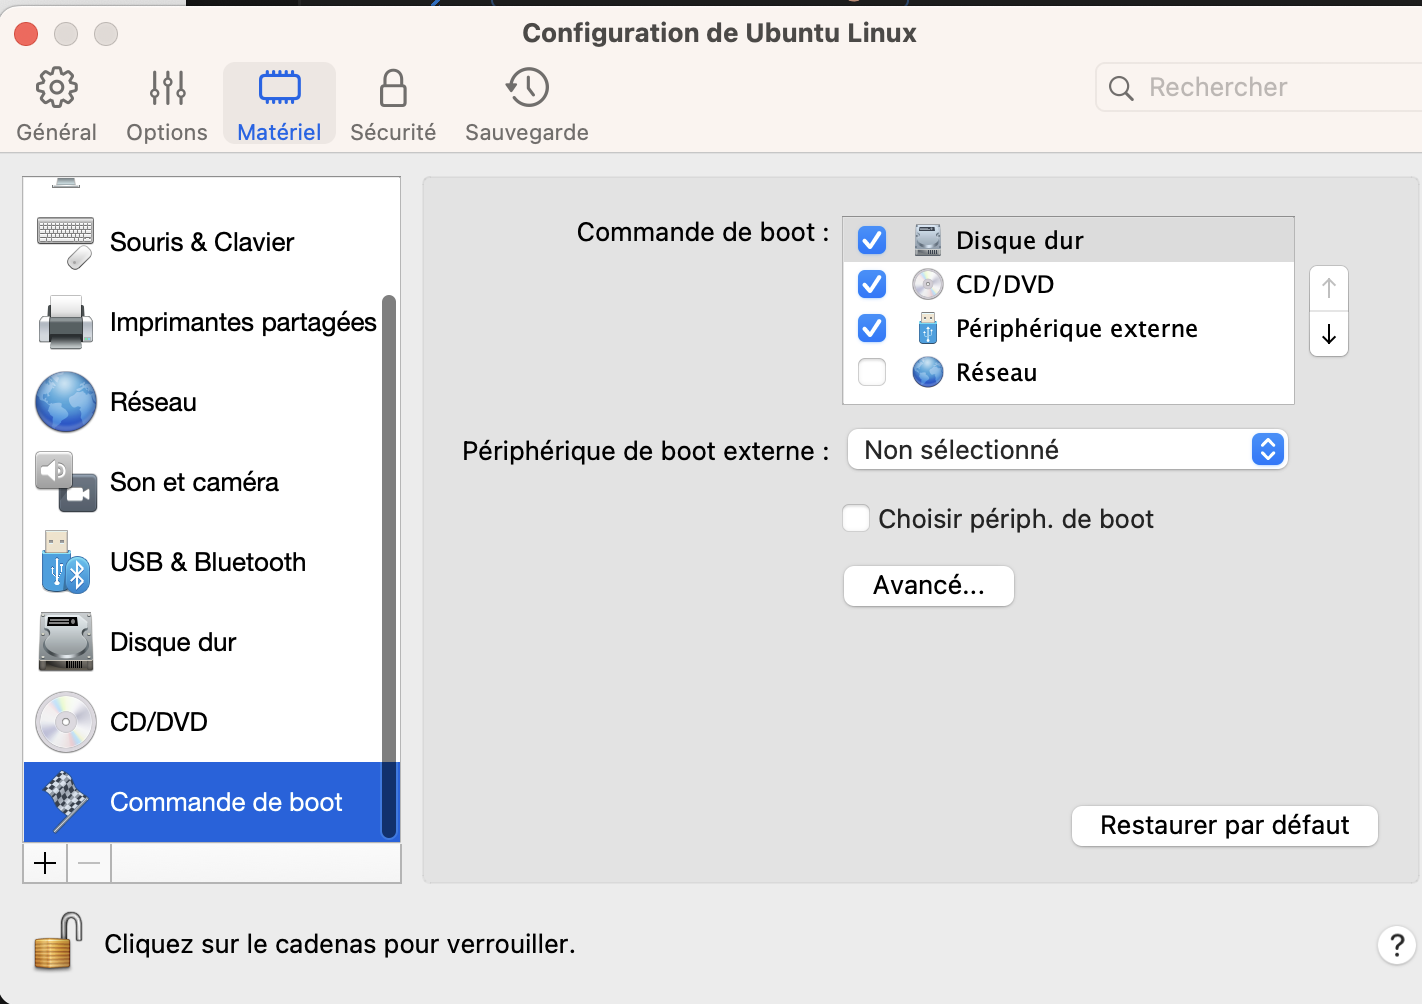 Configuration de Ubuntu Linux
Général
Options
Matériel
Sécurité
Sauvegarde
Rechercher
Souris & Clavier
Imprimantes partagées
Réseau
Son et caméra
USB & Bluetooth
Disque dur
CD/DVD
Commande de boot
Commande de boot :
Disque dur
CD/DVD
Périphérique externe
Réseau
Périphérique de boot externe :
Non sélectionné
Choisir périph. de boot
Avancé...
Restaurer par défaut
Cliquez sur le cadenas pour verrouiller.
?